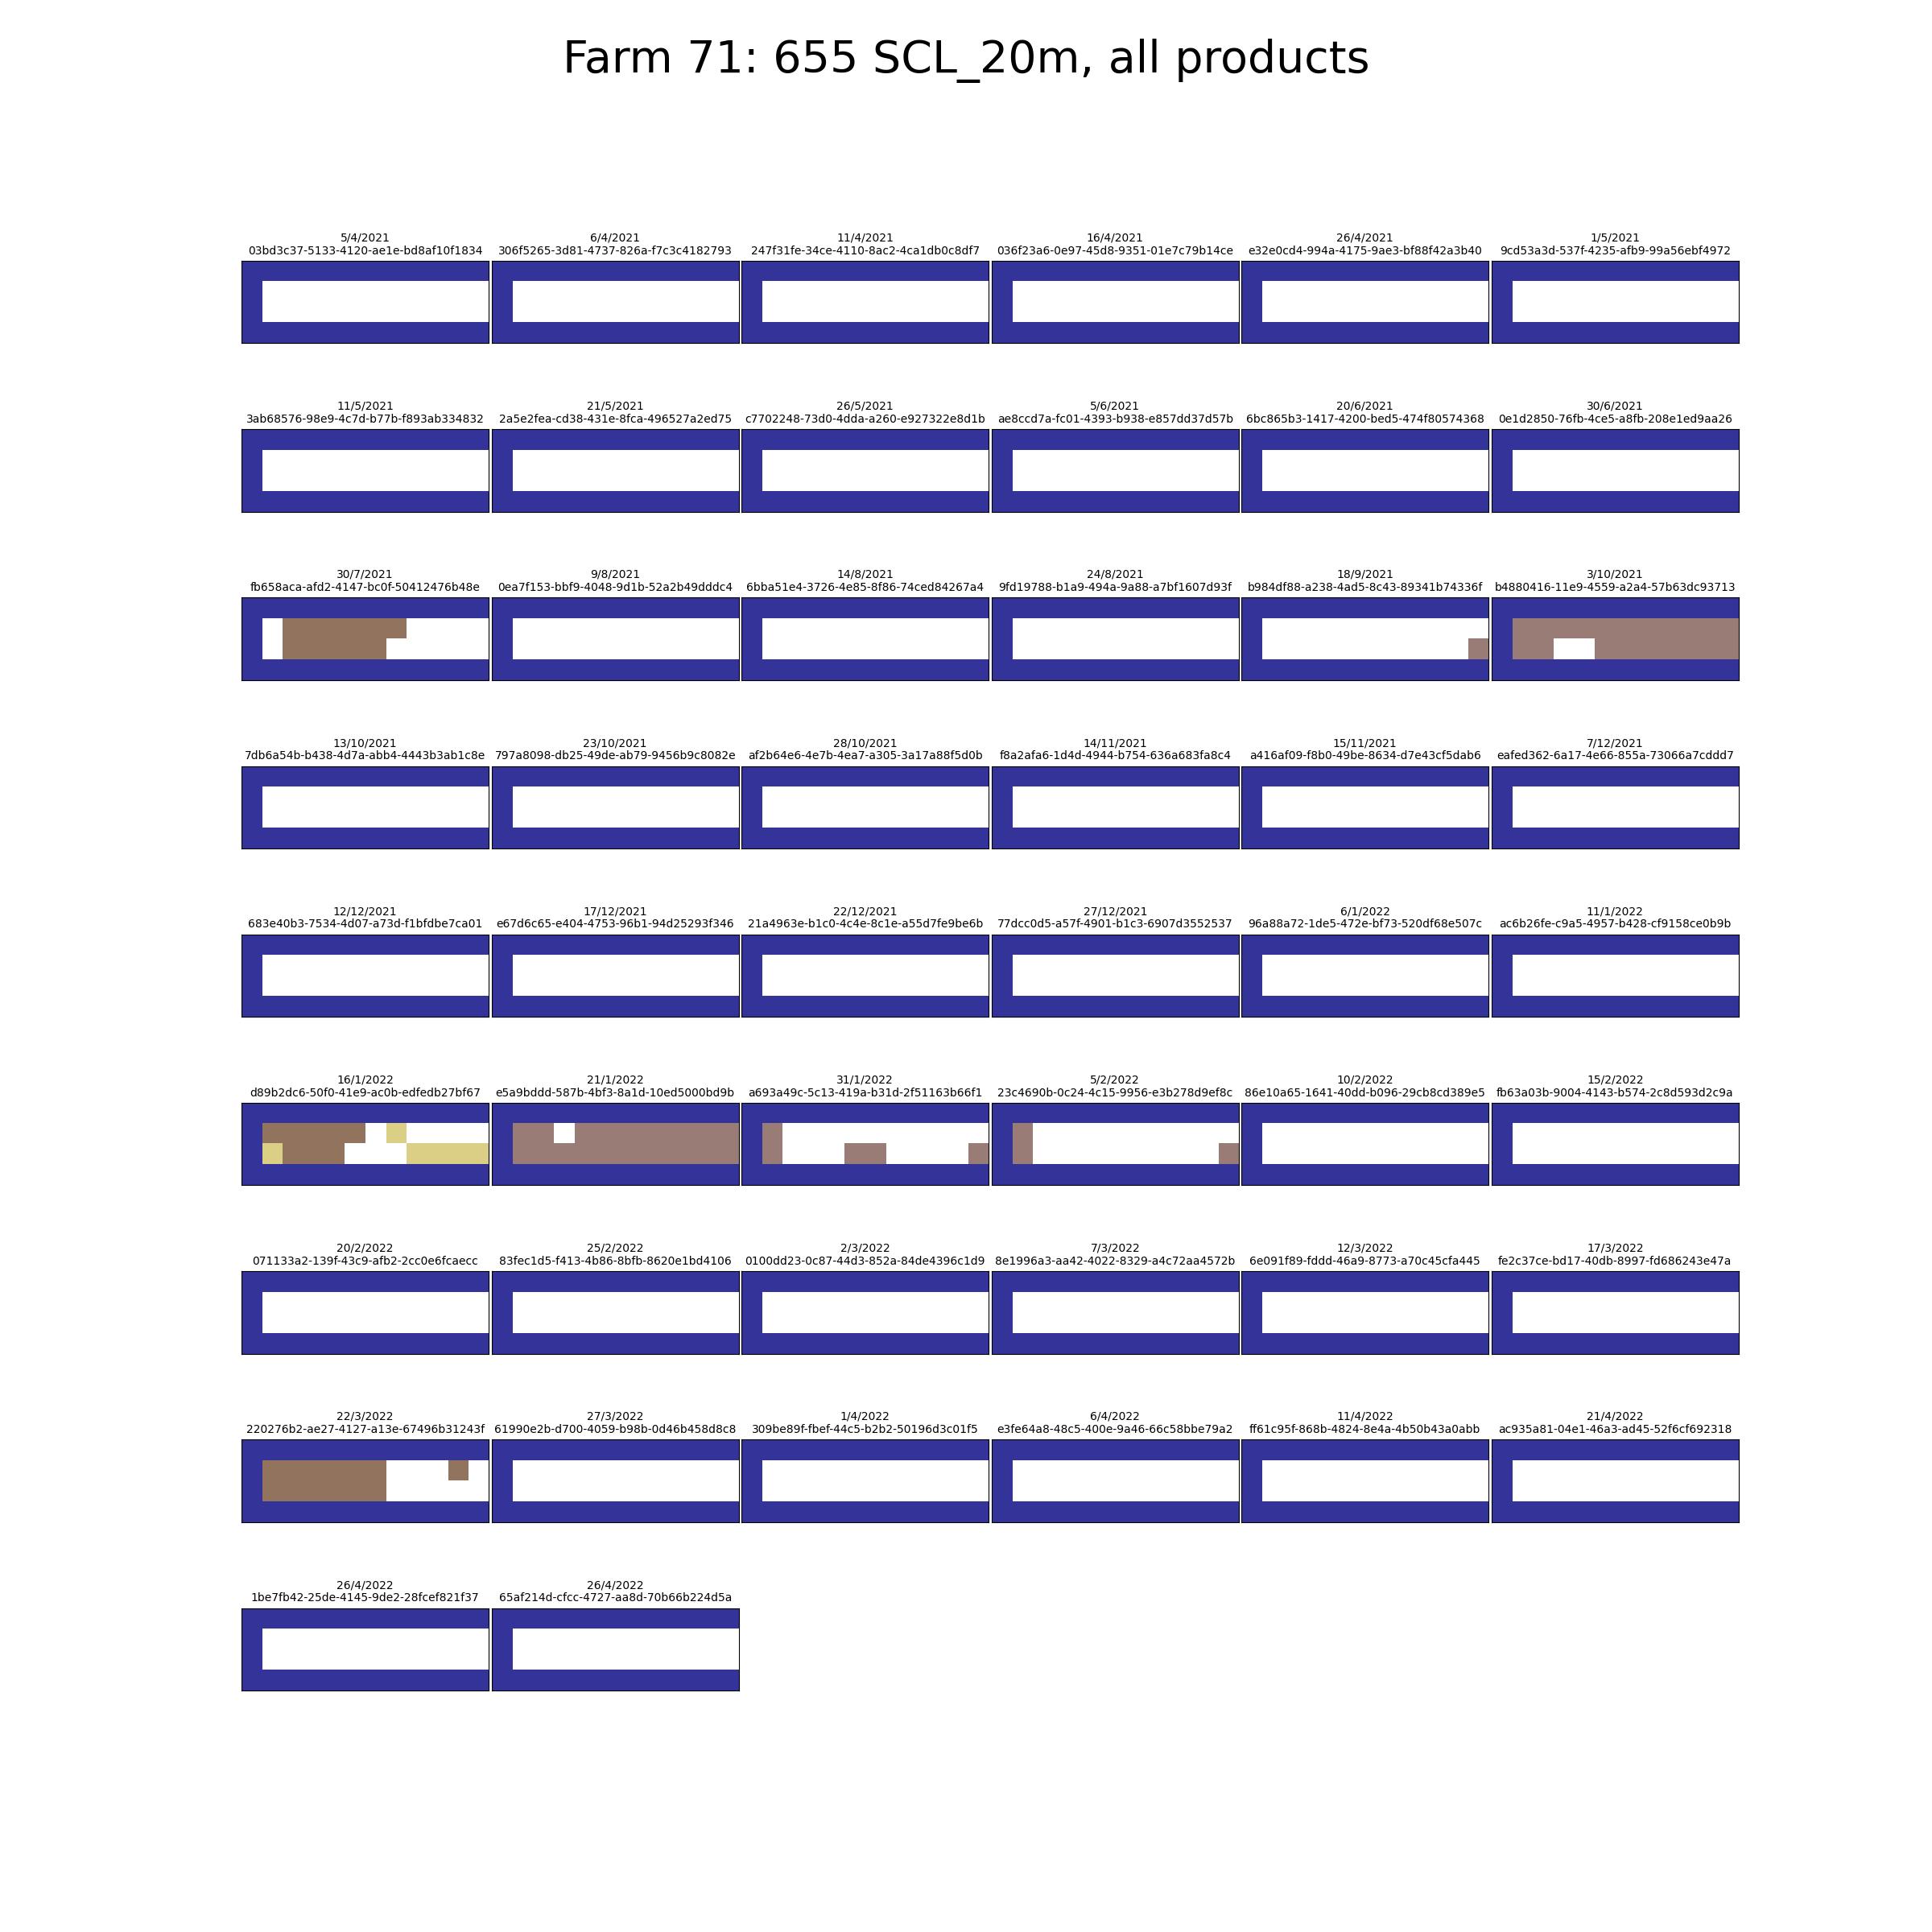 Farm 71: 655 SCL_20m, all products
5/4/2021
03bd3c37-5133-4120-ae1e-bd8af10f1834
6/4/2021
306f5265-3d81-4737-826a-f7c3c4182793
11/4/2021
247f31fe-34ce-4110-8ac2-4ca1db0c8df7
16/4/2021
036f23a6-0e97-45d8-9351-01e7c79b14ce
26/4/2021
e32e0cd4-994a-4175-9ae3-bf88f42a3b40
1/5/2021
9cd53a3d-537f-4235-afb9-99a56ebf4972
11/5/2021
3ab68576-98e9-4c7d-b77b-f893ab334832
21/5/2021
2a5e2fea-cd38-431e-8fca-496527a2ed75
26/5/2021
c7702248-73d0-4dda-a260-e927322e8d1b
5/6/2021
ae8ccd7a-fc01-4393-b938-e857dd37d57b
20/6/2021
6bc865b3-1417-4200-bed5-474f80574368
30/6/2021
0e1d2850-76fb-4ce5-a8fb-208e1ed9aa26
30/7/2021
fb658aca-afd2-4147-bc0f-50412476b48e
9/8/2021
0ea7f153-bbf9-4048-9d1b-52a2b49dddc4
14/8/2021
6bba51e4-3726-4e85-8f86-74ced84267a4
24/8/2021
9fd19788-b1a9-494a-9a88-a7bf1607d93f
18/9/2021
b984df88-a238-4ad5-8c43-89341b74336f
3/10/2021
b4880416-11e9-4559-a2a4-57b63dc93713
13/10/2021
7db6a54b-b438-4d7a-abb4-4443b3ab1c8e
23/10/2021
797a8098-db25-49de-ab79-9456b9c8082e
28/10/2021
af2b64e6-4e7b-4ea7-a305-3a17a88f5d0b
14/11/2021
f8a2afa6-1d4d-4944-b754-636a683fa8c4
15/11/2021
a416af09-f8b0-49be-8634-d7e43cf5dab6
7/12/2021
eafed362-6a17-4e66-855a-73066a7cddd7
12/12/2021
683e40b3-7534-4d07-a73d-f1bfdbe7ca01
17/12/2021
e67d6c65-e404-4753-96b1-94d25293f346
22/12/2021
21a4963e-b1c0-4c4e-8c1e-a55d7fe9be6b
27/12/2021
77dcc0d5-a57f-4901-b1c3-6907d3552537
6/1/2022
96a88a72-1de5-472e-bf73-520df68e507c
11/1/2022
ac6b26fe-c9a5-4957-b428-cf9158ce0b9b
16/1/2022
d89b2dc6-50f0-41e9-ac0b-edfedb27bf67
21/1/2022
e5a9bddd-587b-4bf3-8a1d-10ed5000bd9b
31/1/2022
a693a49c-5c13-419a-b31d-2f51163b66f1
5/2/2022
23c4690b-0c24-4c15-9956-e3b278d9ef8c
10/2/2022
86e10a65-1641-40dd-b096-29cb8cd389e5
15/2/2022
fb63a03b-9004-4143-b574-2c8d593d2c9a
20/2/2022
071133a2-139f-43c9-afb2-2cc0e6fcaecc
25/2/2022
83fec1d5-f413-4b86-8bfb-8620e1bd4106
2/3/2022
0100dd23-0c87-44d3-852a-84de4396c1d9
7/3/2022
8e1996a3-aa42-4022-8329-a4c72aa4572b
12/3/2022
6e091f89-fddd-46a9-8773-a70c45cfa445
17/3/2022
fe2c37ce-bd17-40db-8997-fd686243e47a
22/3/2022
220276b2-ae27-4127-a13e-67496b31243f
27/3/2022
61990e2b-d700-4059-b98b-0d46b458d8c8
1/4/2022
309be89f-fbef-44c5-b2b2-50196d3c01f5
6/4/2022
e3fe64a8-48c5-400e-9a46-66c58bbe79a2
11/4/2022
ff61c95f-868b-4824-8e4a-4b50b43a0abb
21/4/2022
ac935a81-04e1-46a3-ad45-52f6cf692318
26/4/2022
1be7fb42-25de-4145-9de2-28fcef821f37
26/4/2022
65af214d-cfcc-4727-aa8d-70b66b224d5a